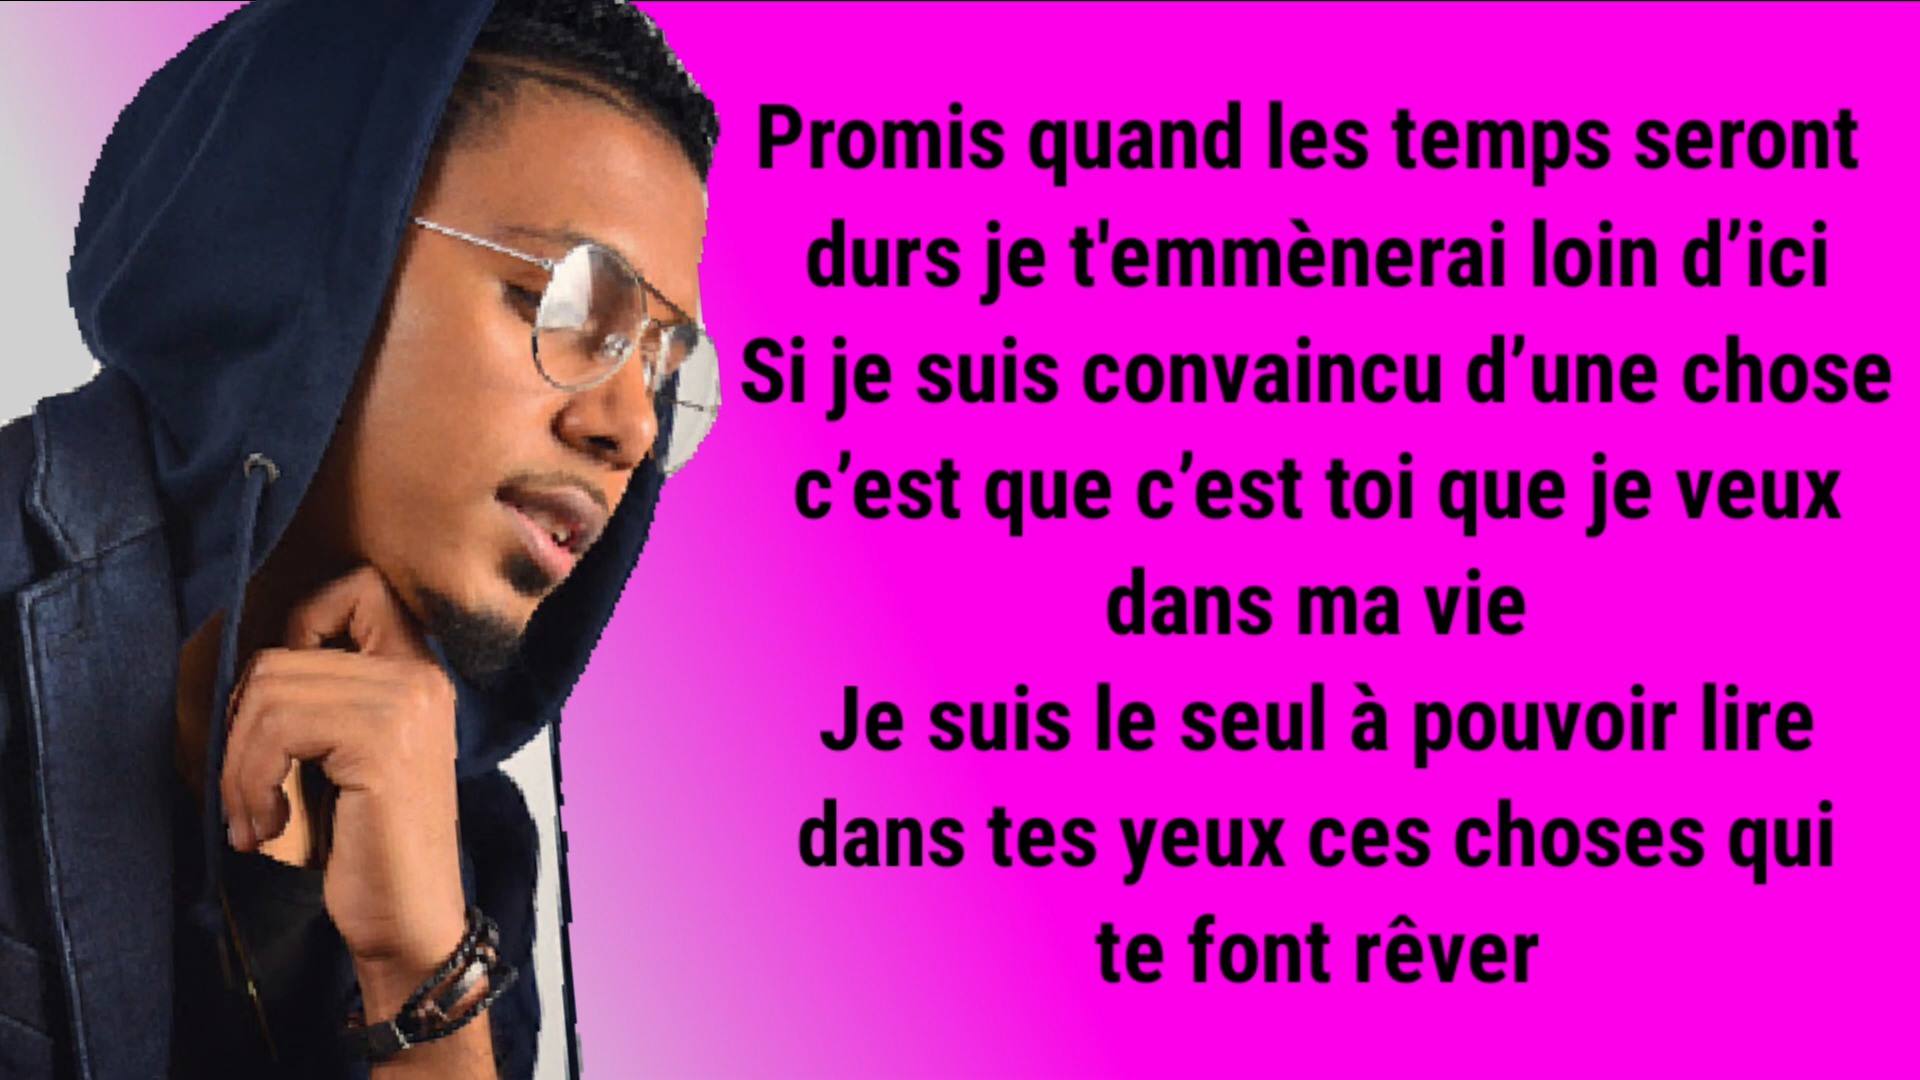 Promis quand les temps seront
durs je t'emmènerai loin d’ici
Si je suis convaincu d’une chose
c’est que c’est toi que je veux
dans ma vie
Je suis le seul à pouvoir lire
dans tes yeux ces choses qui
te font rêver